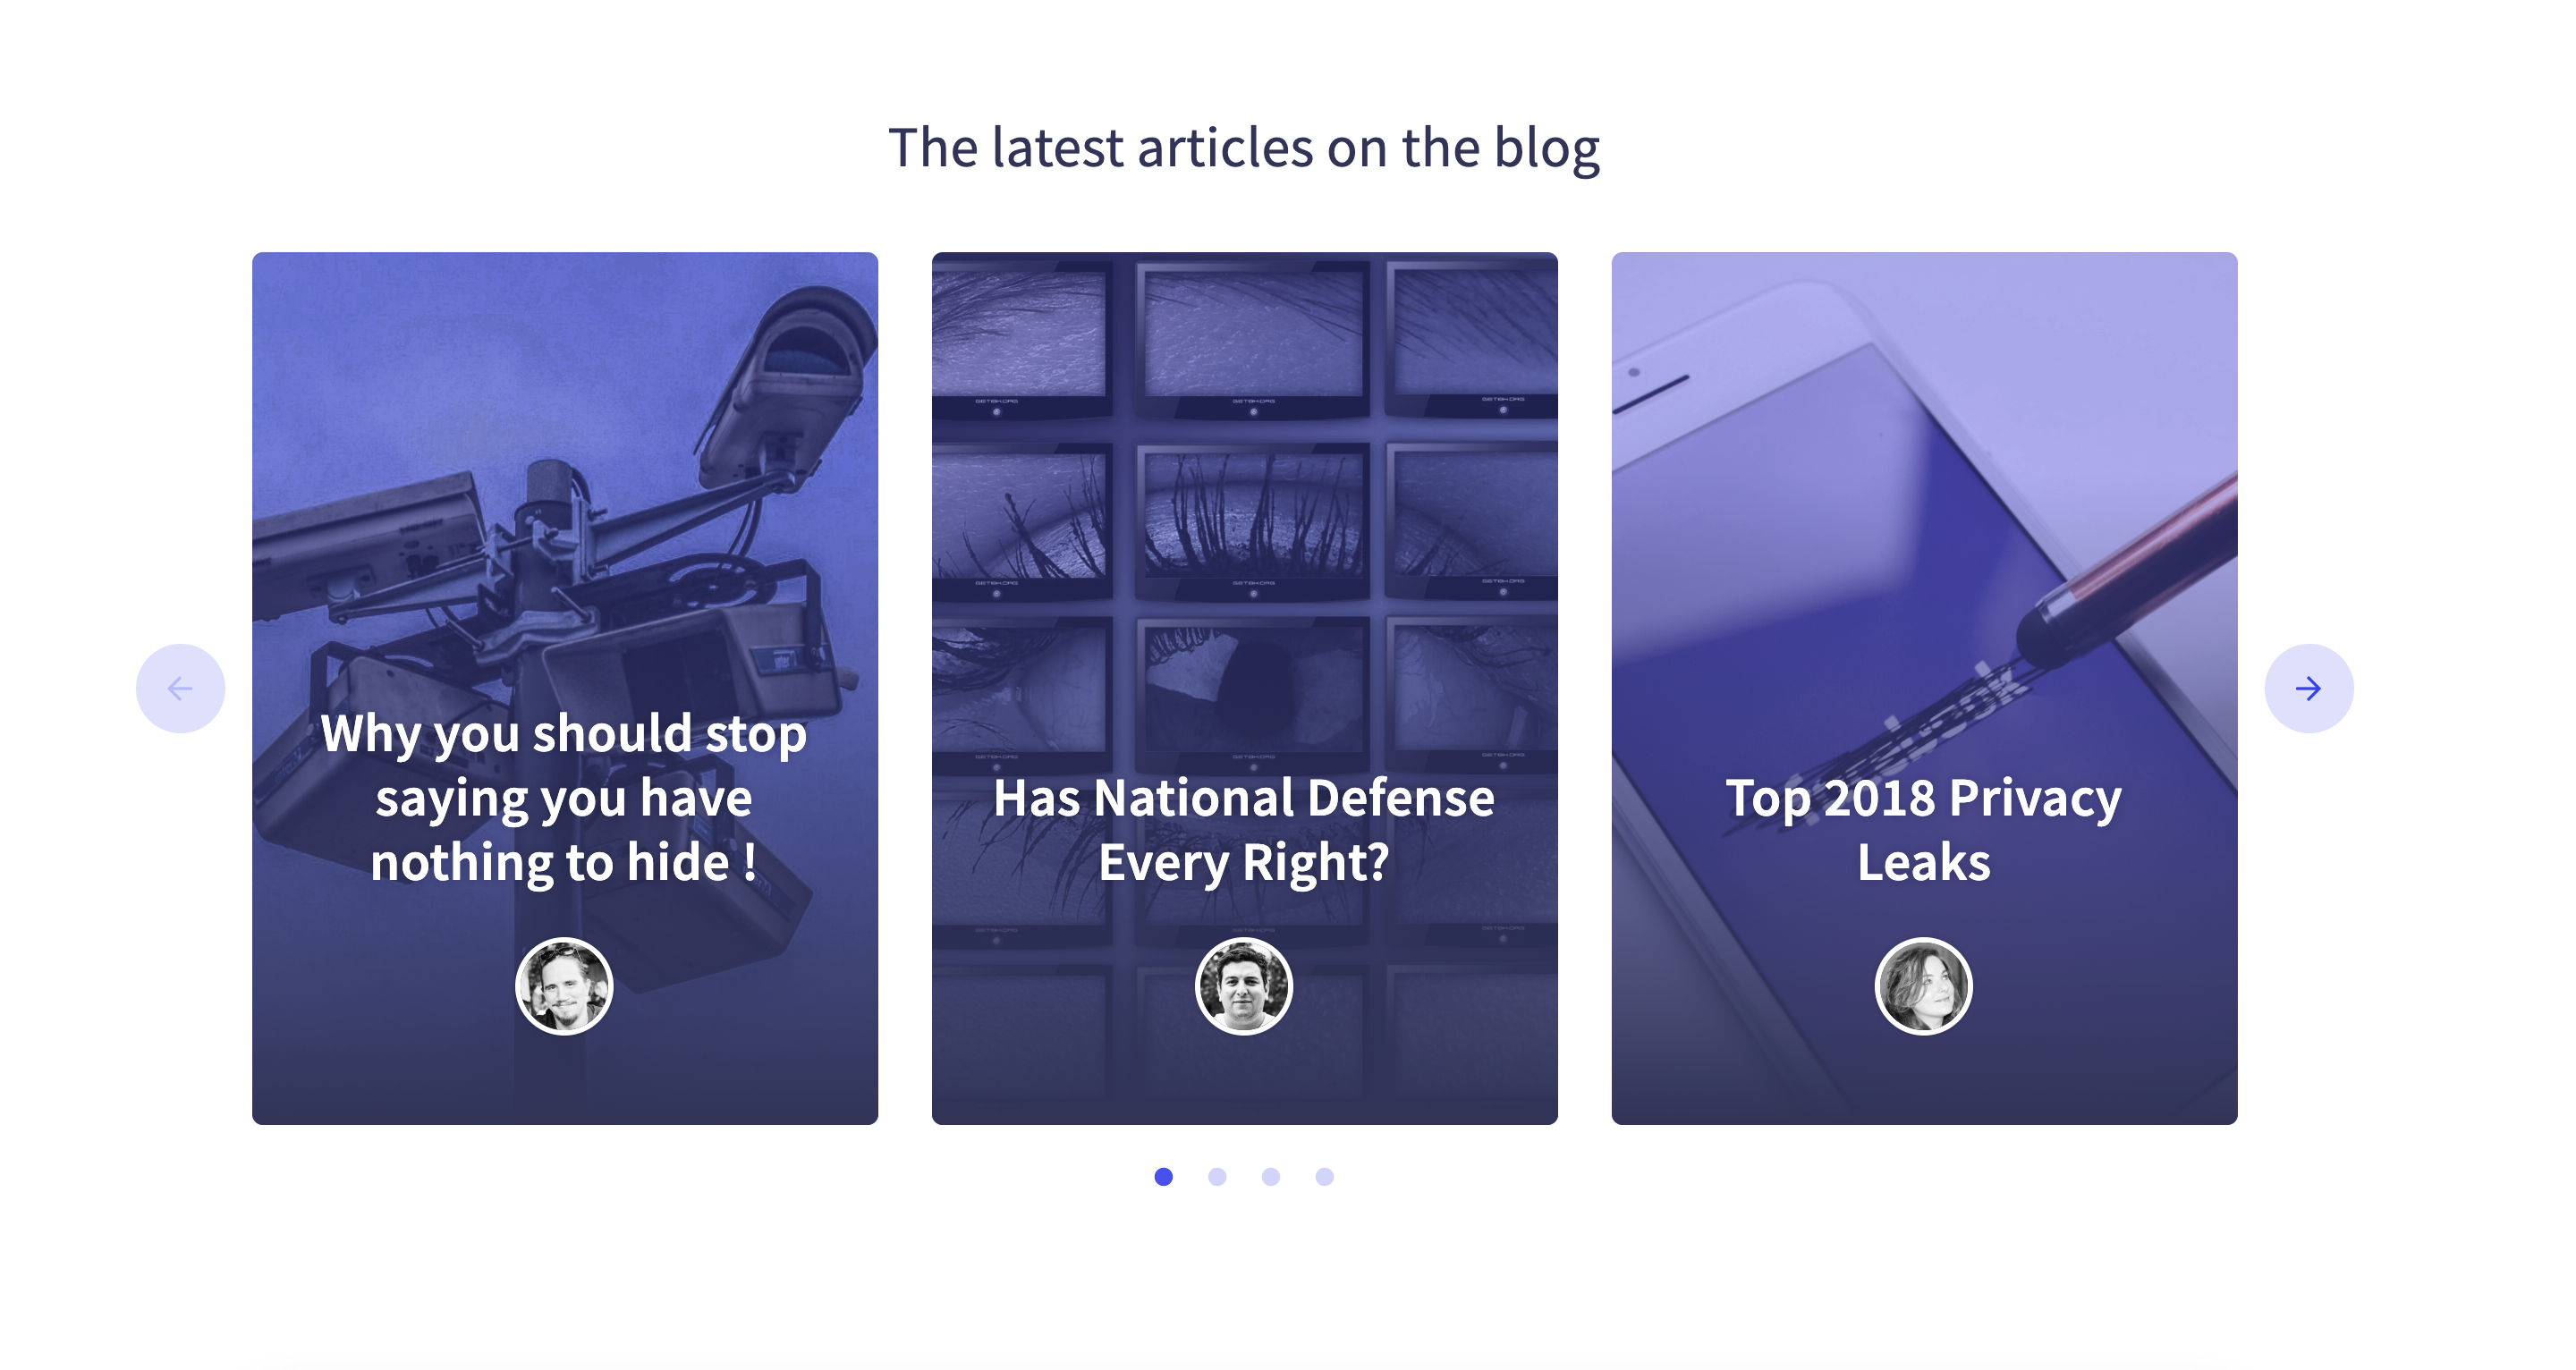 The latest articles on the blog
Why you should stop
saying you have
nothing to hide !
Has National Defense
Every Right?
Top 2018 Privacy
Leaks